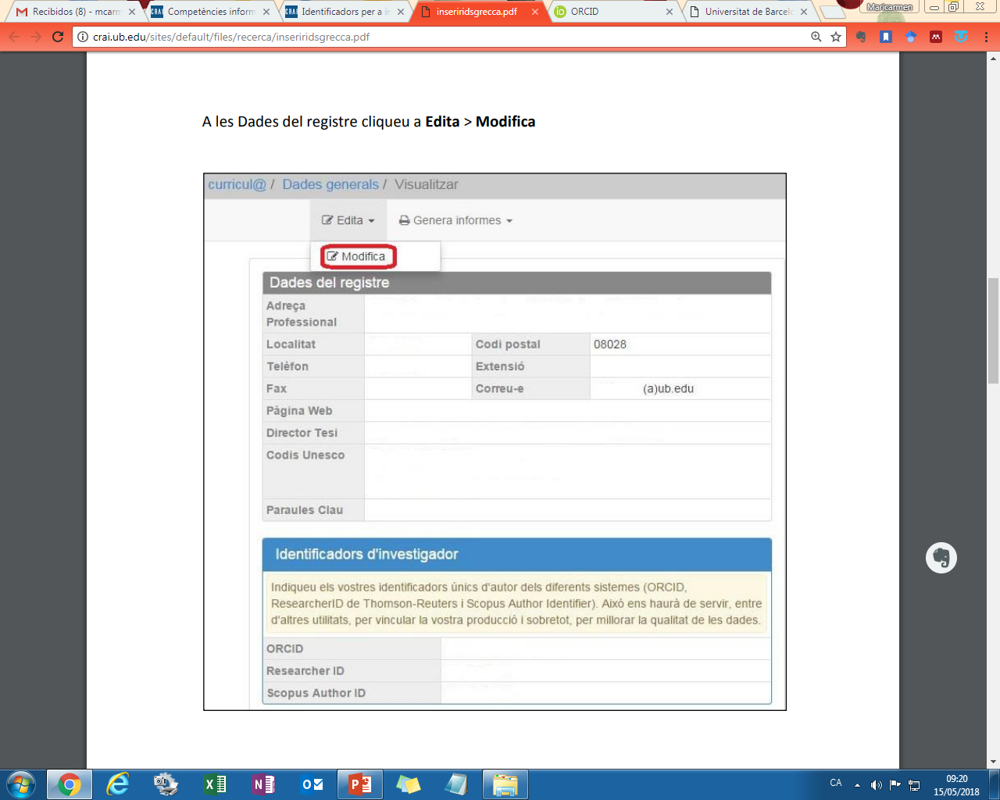 Recibidos (8) - mcarm
Competències inform
Identificadors per a in
inseriridsgrecca.pdf
ORCID
Universitat de Barcelo
Maricarmen
crai.ub.edu/sites/default/files/recerca/inseriridsgrecca.pdf
A les Dades del registre cliqueu a Edita > Modifica
curricul@ / Dades generals / Visualitzar
Edita
Genera informes
Modifica
Dades del registre
Adreça
Professional
Localitat
Codi postal
08028
Telèfon
Extensió
Fax
Correu-e
(a)ub.edu
Pàgina Web
Director Tesi
Codis Unesco
Paraules Clau
Identificadors d'investigador
Indiqueu els vostres identificadors únics d'autor dels diferents sistemes (ORCID,
ResearcherID de Thomson-Reuters i Scopus Author Identifier). Això ens haurà de servir, entre
d'altres utilitats, per vincular la vostra producció i sobretot, per millorar la qualitat de les dades.
ORCID
Researcher ID
Scopus Author ID
CA
09:20
15/05/2018